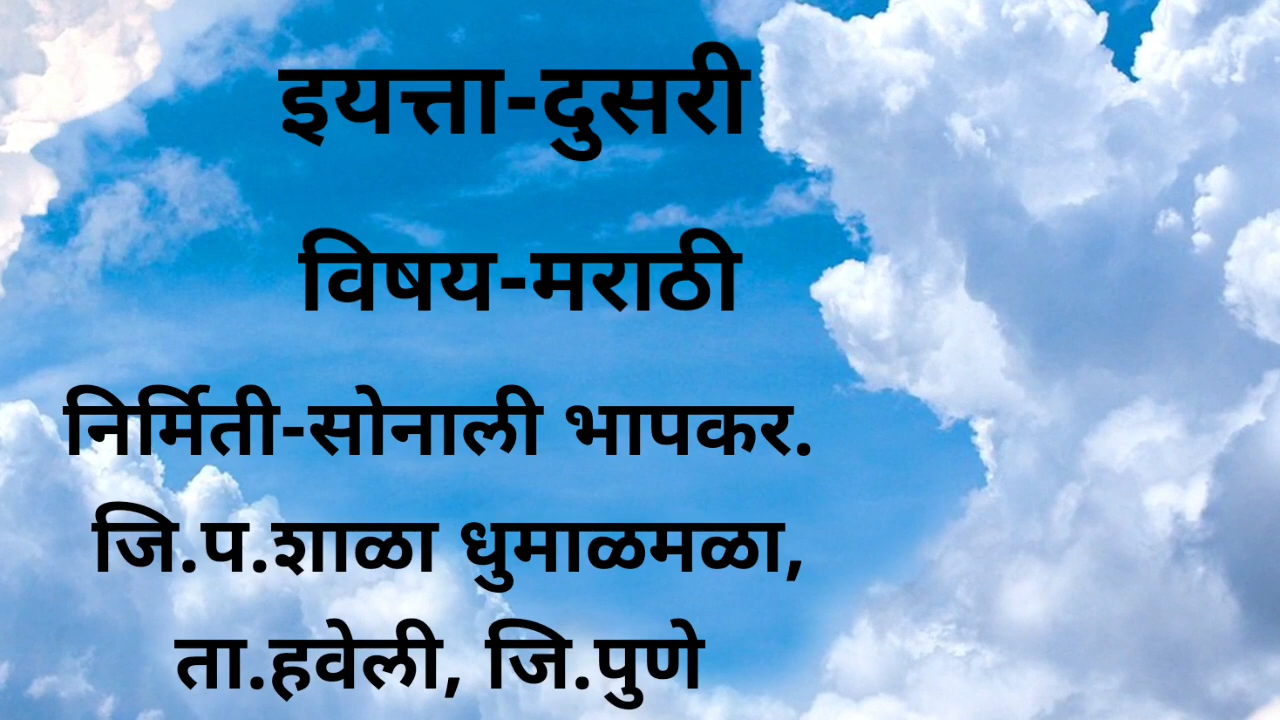 इयत्ता-दुसरी
विषय-मराठी
निर्मिती-सोनाली भापकर.
जि.प.शाळा धुमाळमळा,
ता.हवेली, जि.पुणे